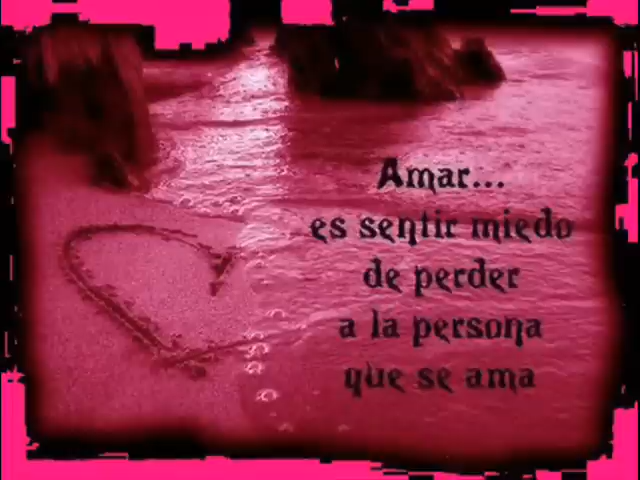 Amar...
es sentir miedo
de perder
a la persona
que se ama